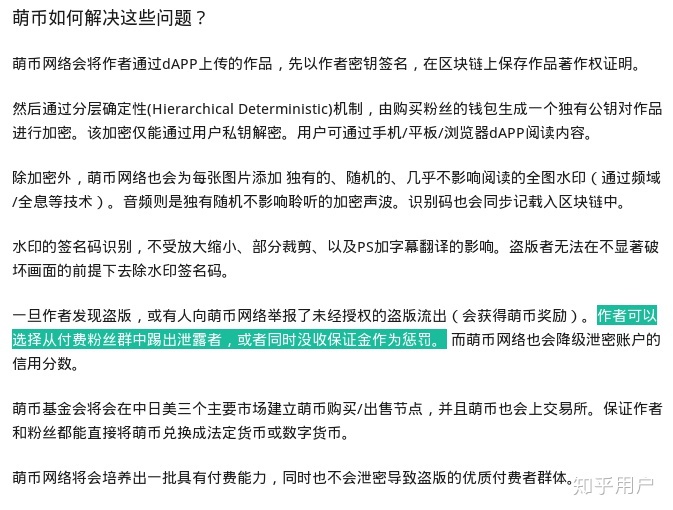 萌币如何解决这些问题？
萌币网络会将作者通过dAPP上传的作品，先以作者密钥签名，在区块链上保存作品著作权证明。
然后通过分层确定性(Hierarchical Deterministic)机制，由购买粉丝的钱包生成一个独有公钥对作品
进行加密。该加密仅能通过用户私钥解密。用户可通过手机/平板/浏览器dAPP阅读内容。
除加密外，萌币网络也会为每张图片添加 独有的、随机的、几乎不影响阅读的全图水印（通过频域
/全息等技术）。音频则是独有随机不影响聆听的加密声波。识别码也会同步记载入区块链中。
水印的签名码识别，不受放大缩小、部分裁剪、以及PS加字幕翻译的影响。盗版者无法在不显著破
坏画面的前提下去除水印签名码。
一旦作者发现盗版，或有人向萌币网络举报了未经授权的盗版流出（会获得萌币奖励）。作者可以
选择从付费粉丝群中踢出泄露者，或者同时没收保证金作为惩罚。 而萌币网络也会降级泄密账户的
信用分数。
萌币基金会将会在中日美三个主要市场建立萌币购买/出售节点，并且萌币也会上交易所。保证作者
和粉丝都能直接将萌币兑换成法定货币或数字货币。
萌币网络将会培养出一批具有付费能力，同时也不会泄密导致盗版的优质付费者群体。
知乎用户